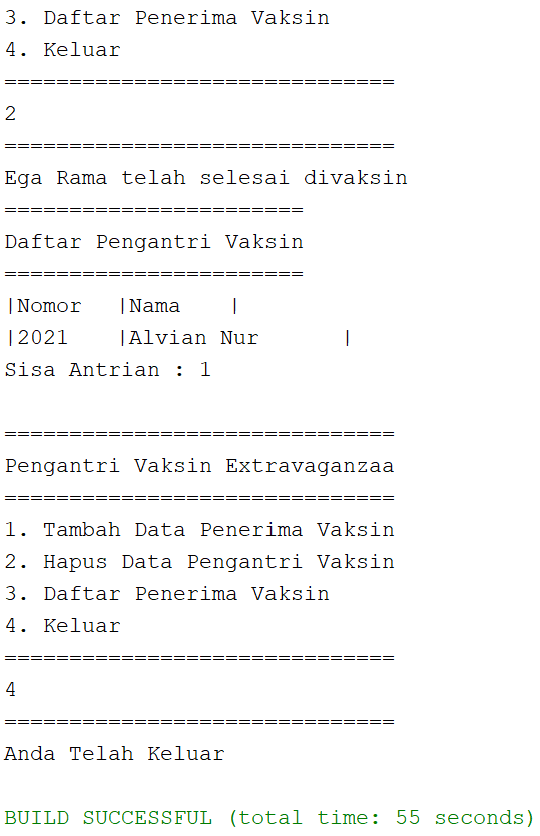 3. Daftar Penerima Vaksin
4. Keluar
==============================
2
==============================
Ega Rama telah selesai divaksin
=======================
Daftar Pengantri Vaksin
=======================
|Nomor   |Nama    |
|2021    |Alvian Nur       |
Sisa Antrian : 1
==============================
Pengantri Vaksin Extravaganzaa
==============================
1. Tambah Data Penerima Vaksin
2. Hapus Data Pengantri Vaksin
3. Daftar Penerima Vaksin
4. Keluar
==============================
4
==============================
Anda Telah Keluar
BUILD SUCCESSFUL (total time: 55 seconds)